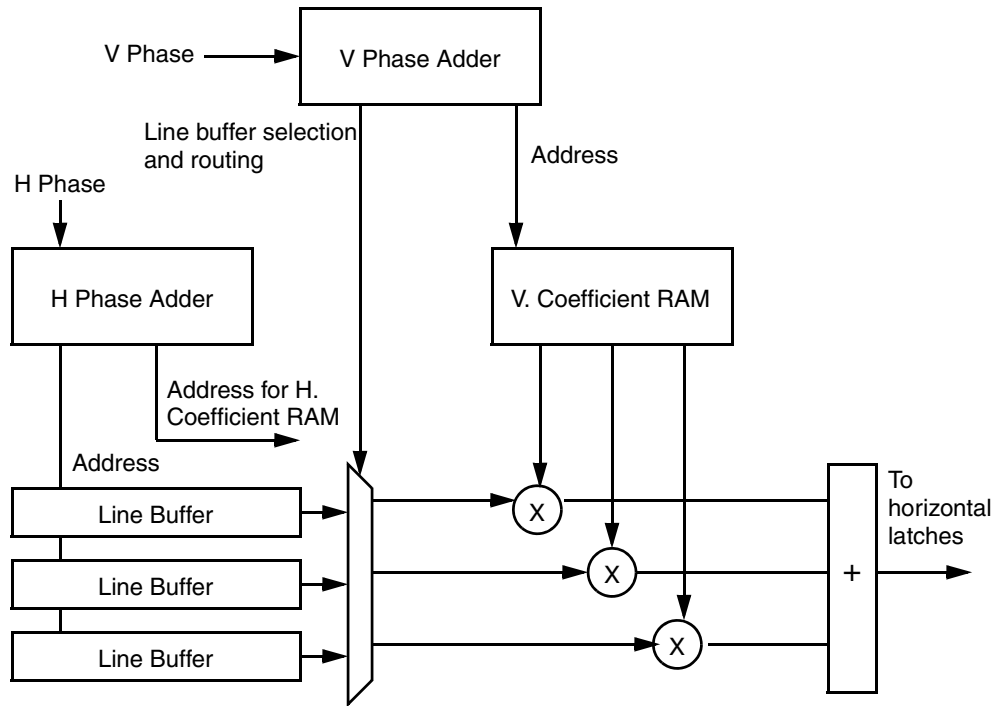 V Phase
V Phase Adder
Line buffer selection
and routing
Address
H Phase
H Phase Adder
V. Coefficient RAM
Address for H.
Coefficient RAM
Address
To
horizontal
latches
Line Buffer
X
Line Buffer
X
+
Line Buffer
X